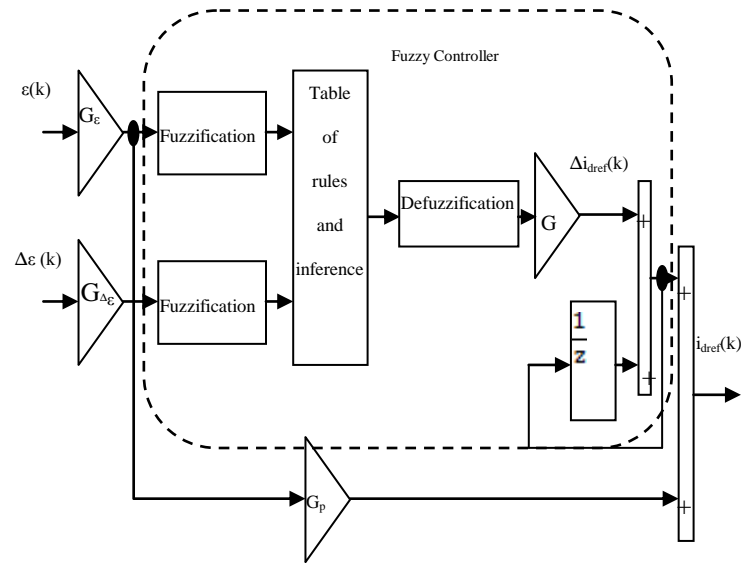 Fuzzy Controller
ε(k)
Gε
Fuzzification
Table
of
rules
and
inference
Defuzzification
G
Δidref(k)
+
+
Δε (k)
GΔε
Fuzzification
1
z
+
idref(k)
Gp
+